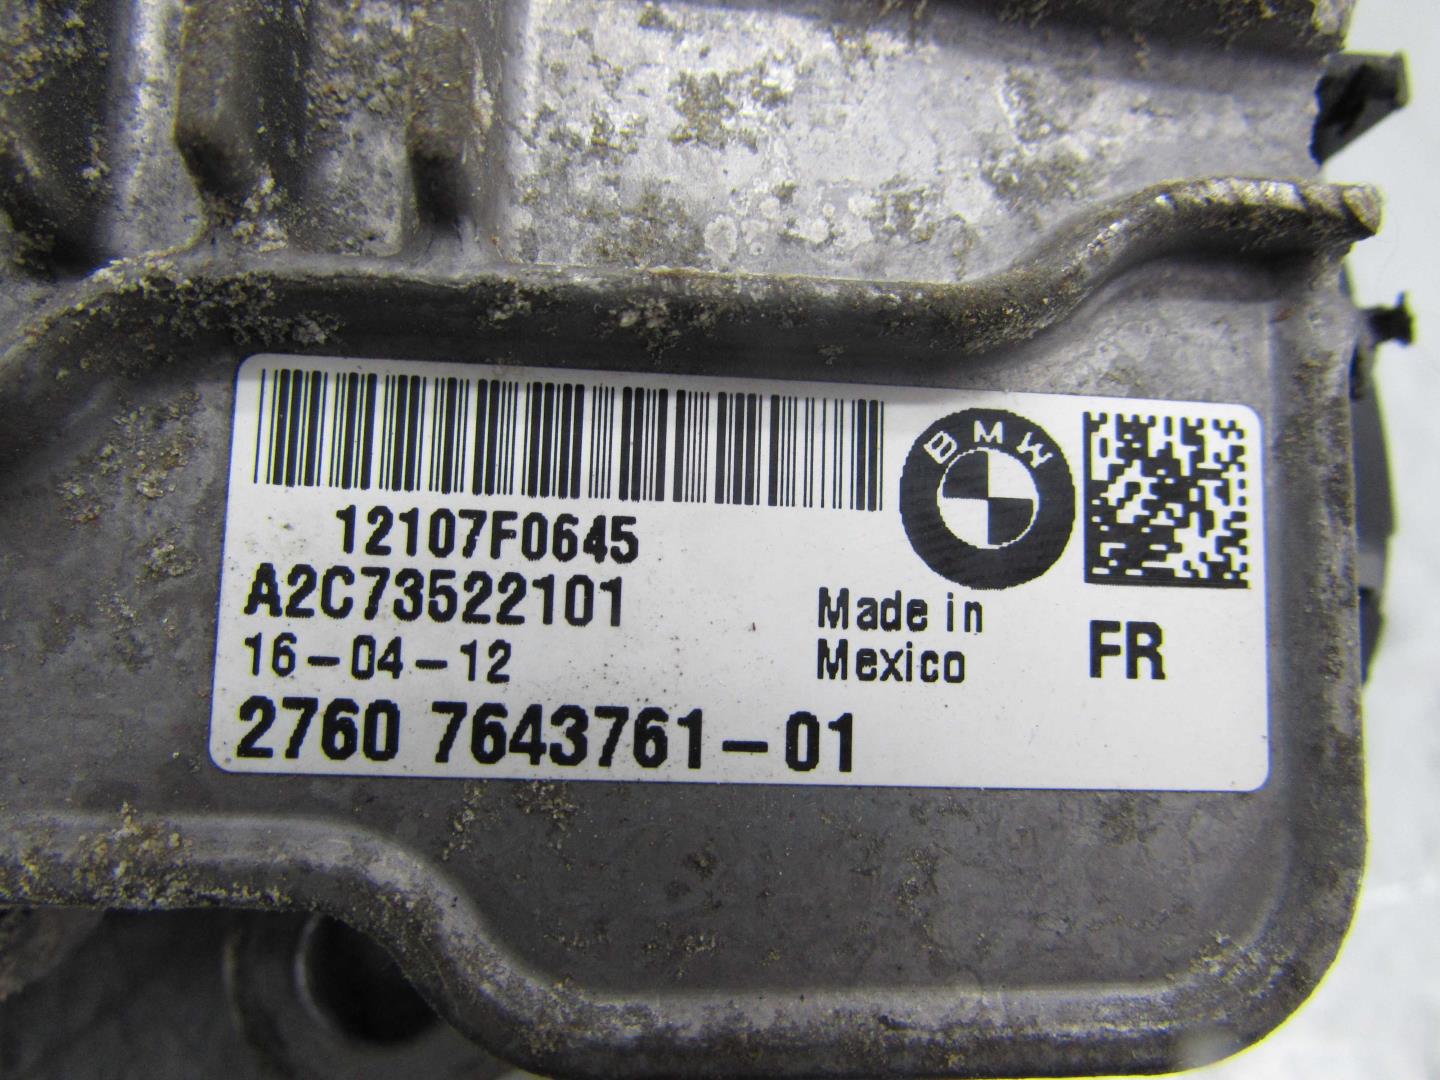 12107F0645
A2C73522101
16-04-12
2760 7643761-01
Made in
Mexico
FR
BMW